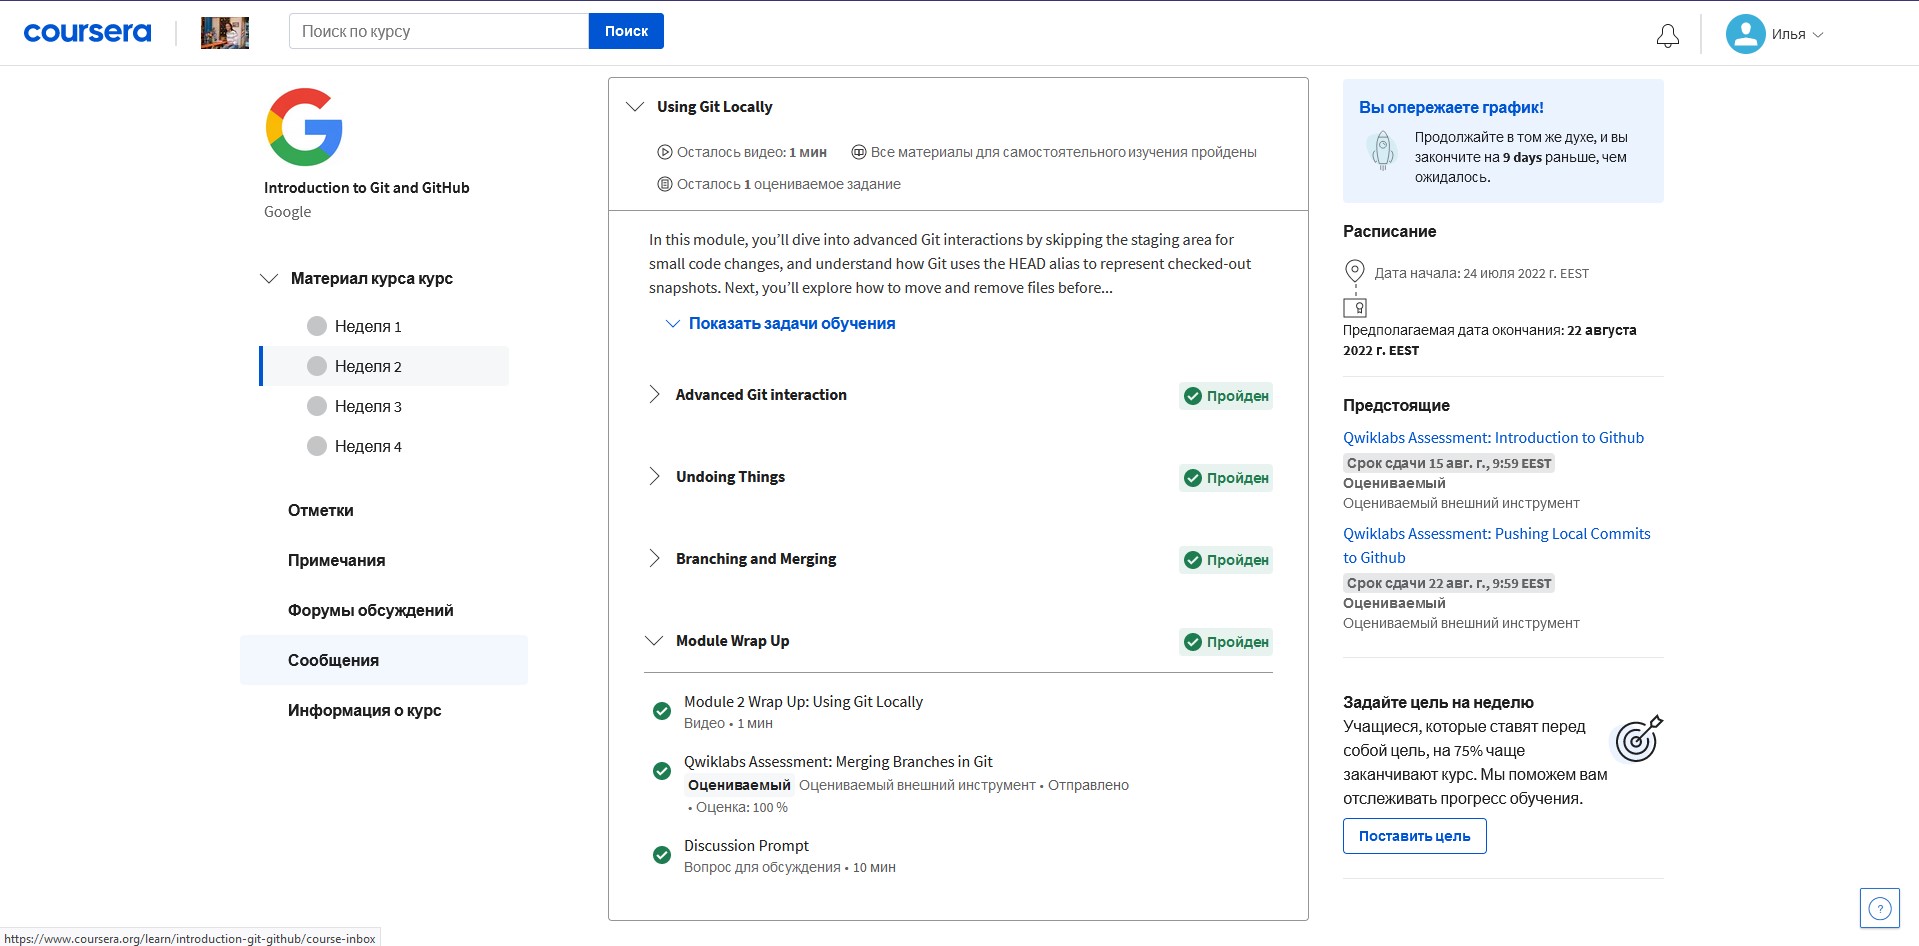 coursera
Поиск по курсу
Поиск
Илья
Introduction to Git and GitHub
Google
Материал курса курс
Неделя 1
Неделя 2
Неделя 3
Неделя 4
Отметки
Примечания
Форумы обсуждений
Сообщения
Информация о курс
Using Git Locally
Осталось видео: 1 мин Все материалы для самостоятельного изучения пройдены
Осталось 1 оцениваемое задание
In this module, you’ll dive into advanced Git interactions by skipping the staging area for
small code changes, and understand how Git uses the HEAD alias to represent checked-out
snapshots. Next, you’ll explore how to move and remove files before...
Показать задачи обучения
Advanced Git interaction Пройден
Undoing Things Пройден
Branching and Merging Пройден
Module Wrap Up Пройден
Module 2 Wrap Up: Using Git Locally
Видео • 1 мин
Qwiklabs Assessment: Merging Branches in Git
Оцениваемый Оцениваемый внешний инструмент • Отправлено
• Оценка: 100 %
Discussion Prompt
Вопрос для обсуждения • 10 мин
Вы опережаете график!
Продолжайте в том же духе, и вы
закончите на 9 days раньше, чем
ожидалось.
Расписание
Дата начала: 24 июля 2022 г. EEST
Предполагаемая дата окончания: 22 августа
2022 г. EEST
Предстоящие
Qwiklabs Assessment: Introduction to Github
Срок сдачи 15 авг. г., 9:59 EEST
Оцениваемый
Оцениваемый внешний инструмент
Qwiklabs Assessment: Pushing Local Commits
to Github
Срок сдачи 22 авг. г., 9:59 EEST
Оцениваемый
Оцениваемый внешний инструмент
Задайте цель на неделю
Учащиеся, которые ставят перед
собой цель, на 75% чаще
заканчивают курс. Мы поможем вам
отслеживать прогресс обучения.
Поставить цель
?
https://www.coursera.org/learn/introduction-git-github/course-inbox